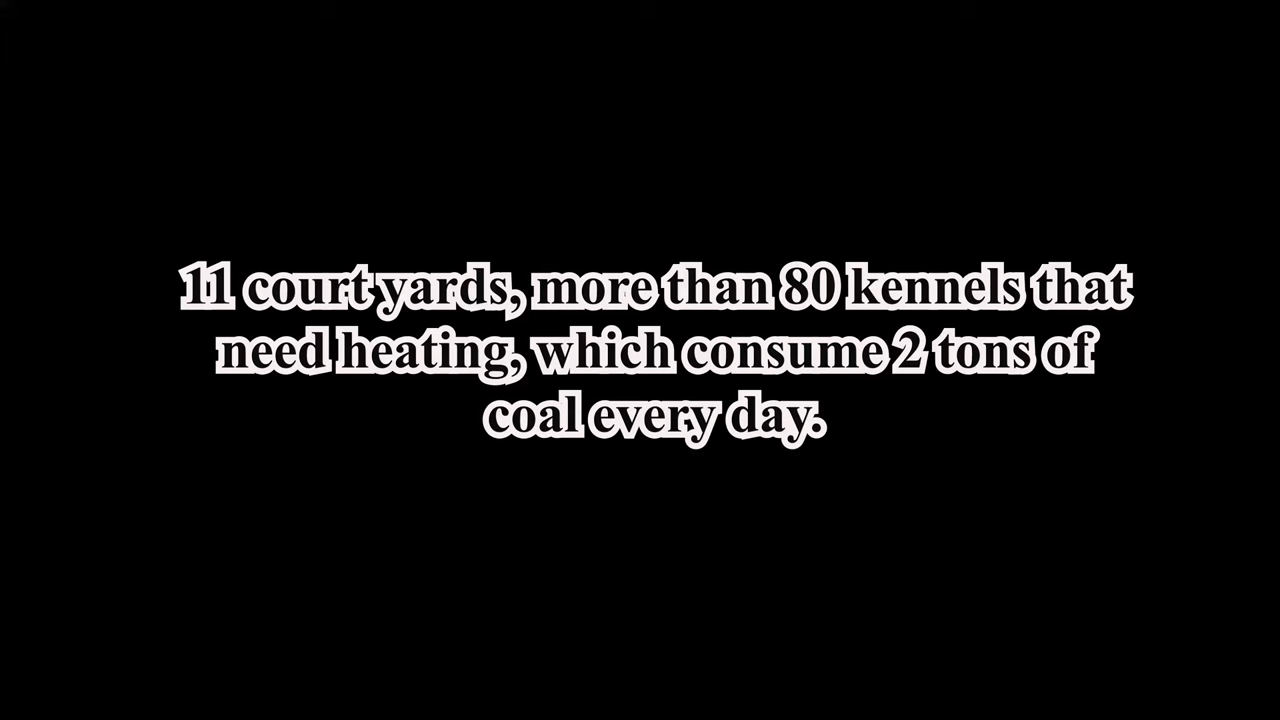 11 court yards, more than 80 kennels that
need heating, which consume 2 tons of
coal every day.